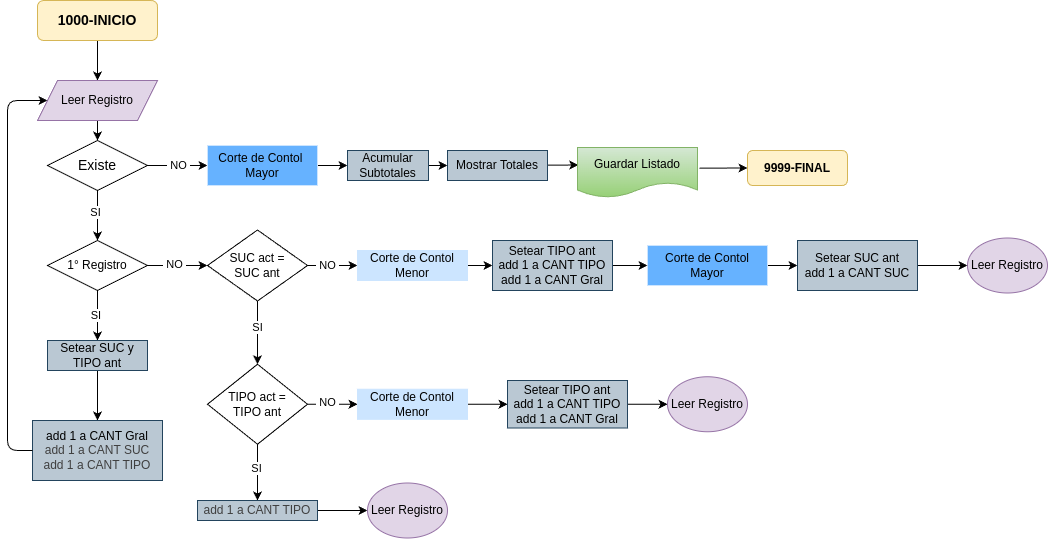 1000-INICIO
Leer Registro
Existe
NO
Corte de Contol
Mayor
Acumular
Subtotales
Mostrar Totales
Guardar Listado
9999-FINAL
SI
1° Registro
NO
SUC act =
SUC ant
NO
Corte de Contol
Menor
Setear TIPO ant
add 1 a CANT TIPO
add 1 a CANT Gral
Corte de Contol
Mayor
Setear SUC ant
add 1 a CANT SUC
Leer Registro
SI
Setear SUC y
TIPO ant
SI
TIPO act =
TIPO ant
NO
Corte de Contol
Menor
Setear TIPO ant
add 1 a CANT TIPO
add 1 a CANT Gral
Leer Registro
add 1 a CANT Gral
add 1 a CANT SUC
add 1 a CANT TIPO
SI
add 1 a CANT TIPO
Leer Registro